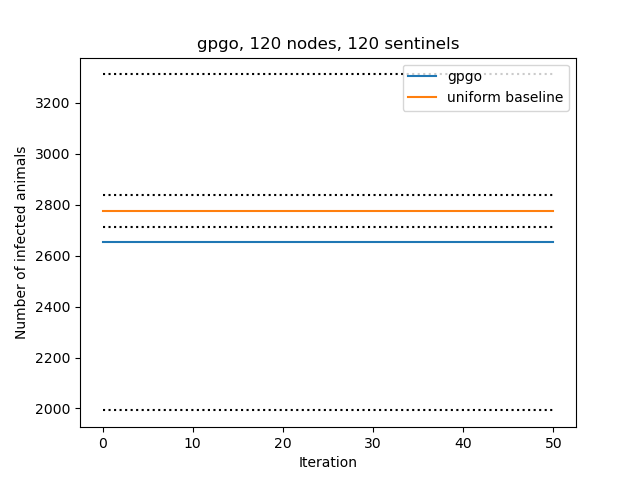 gpgo, 120 nodes, 120 sentinels
gpgo
uniform baseline
Number of infected animals
3200
3000
2800
2600
2400
2200
2000
0 10 20 30 40 50
Iteration